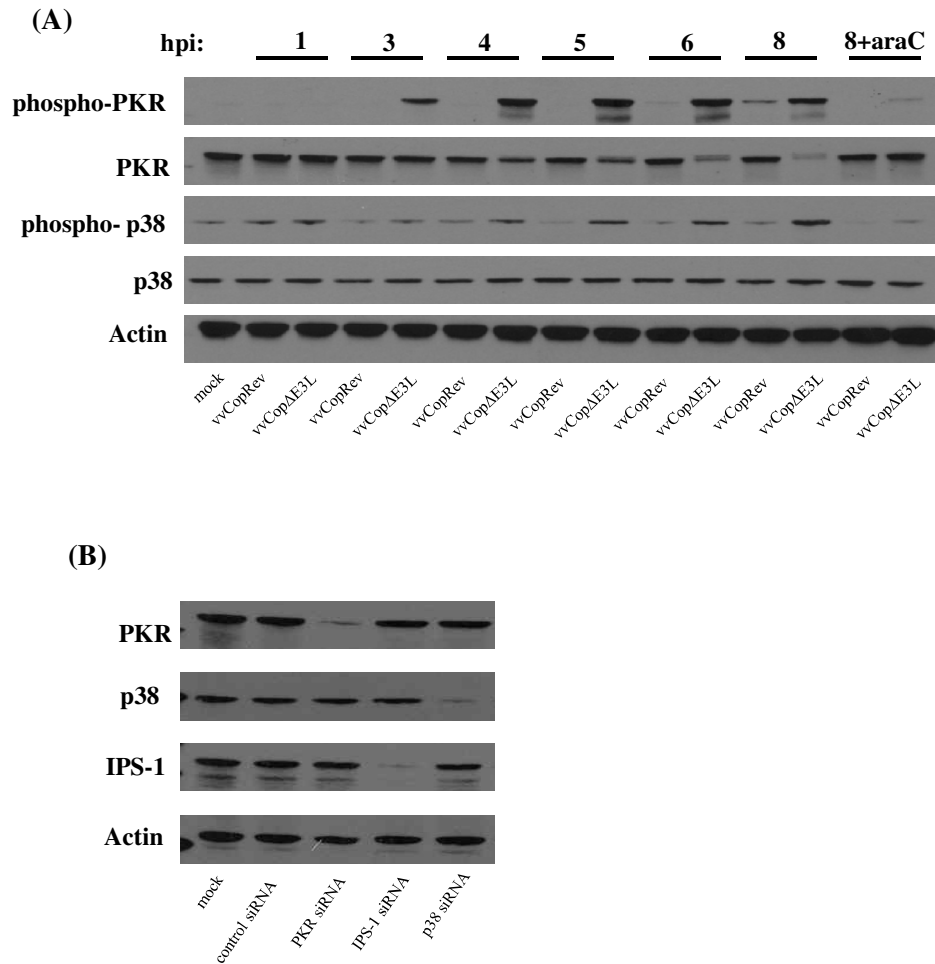 (A)
hpi: 1 3 4 5 6 8 8+araC
phospho-PKR
PKR
phospho- p38
p38
Actin
mock vvCopRev vvCopΔE3L vvCopRev vvCopΔE3L vvCopRev vvCopΔE3L vvCopRev vvCopΔE3L vvCopRev vvCopΔE3L vvCopRev vvCopΔE3L vvCopRev vvCopΔE3L
(B)
PKR
p38
IPS-1
Actin
mock control siRNA PKR siRNA IPS-1 siRNA p38 siRNA